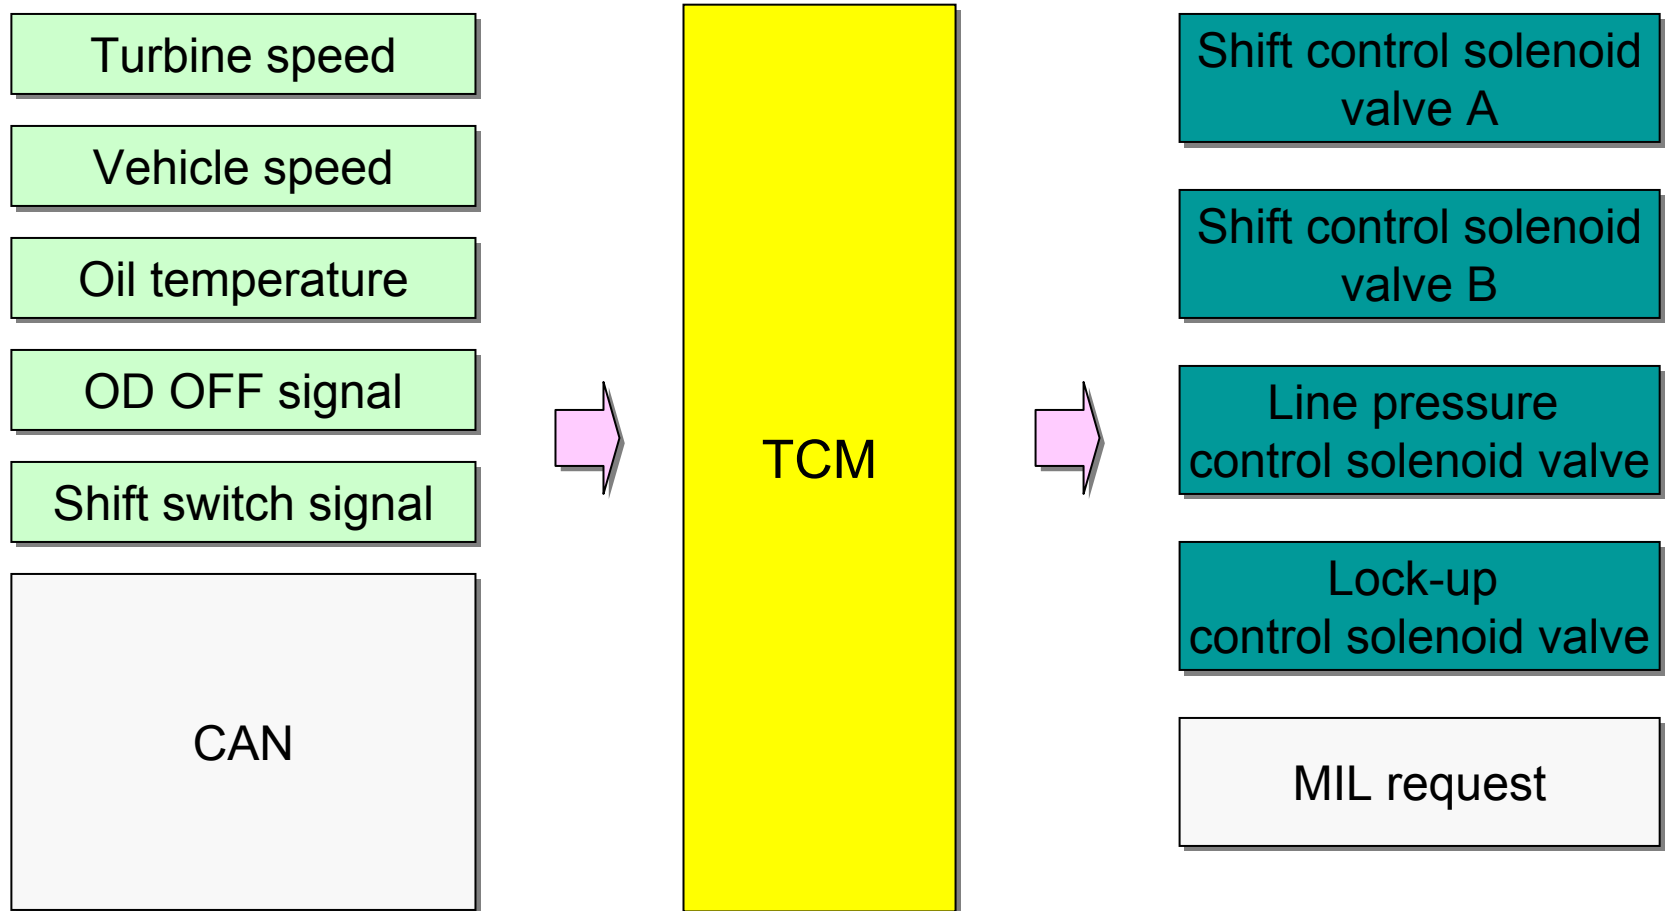 Turbine speed
Vehicle speed
Oil temperature
OD OFF signal
Shift switch signal
CAN
TCM
Shift control solenoid
valve A
Shift control solenoid
valve B
Line pressure
control solenoid valve
Lock-up
control solenoid valve
MIL request